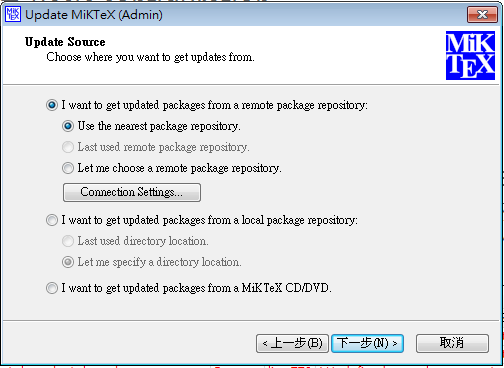 Update MiKTeX (Admin)
Update Source
Choose where you want to get updates from.
MiK
TEX
I want to get updated packages from a remote package repository:
Use the nearest package repository.
Last used remote package repository.
Let me choose a remote package repository.
Connection Settings...
I want to get updated packages from a local package repository:
Last used directory location.
Let me specify a directory location.
I want to get updated packages from a MiKTeX CD/DVD.
< 上一步(B)
下一步(N) >
取消